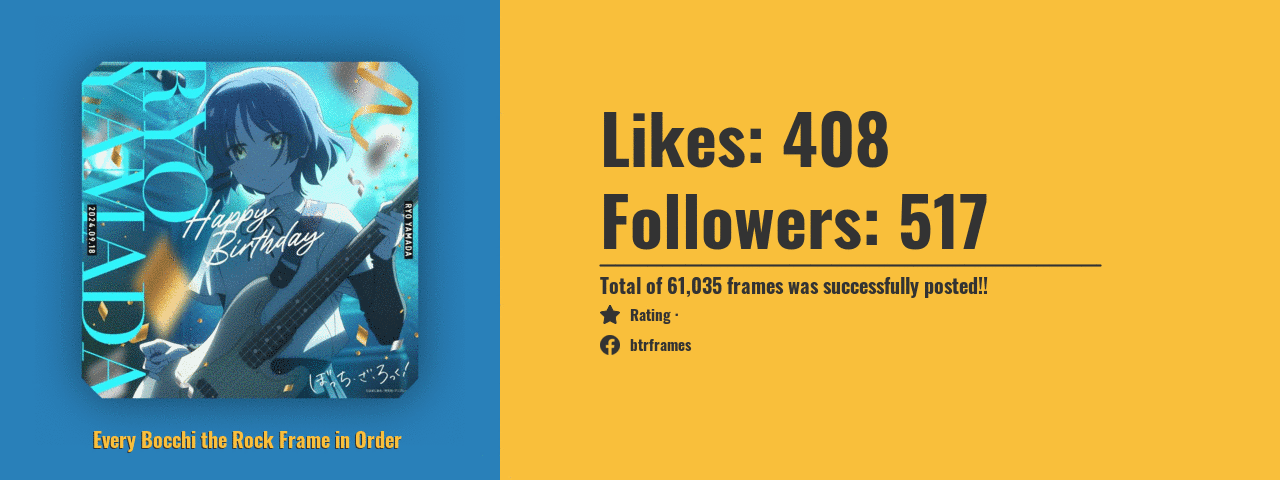 RYO
YAMADA
2024.09.18
RYO YAMADA
Happy
Birthday
ぼっち・ざ・ろっく!
Every Bocchi the Rock Frame in Order
Likes: 408
Followers: 517
Total of 61,035 frames was successfully posted!!
Rating ·
btrframes